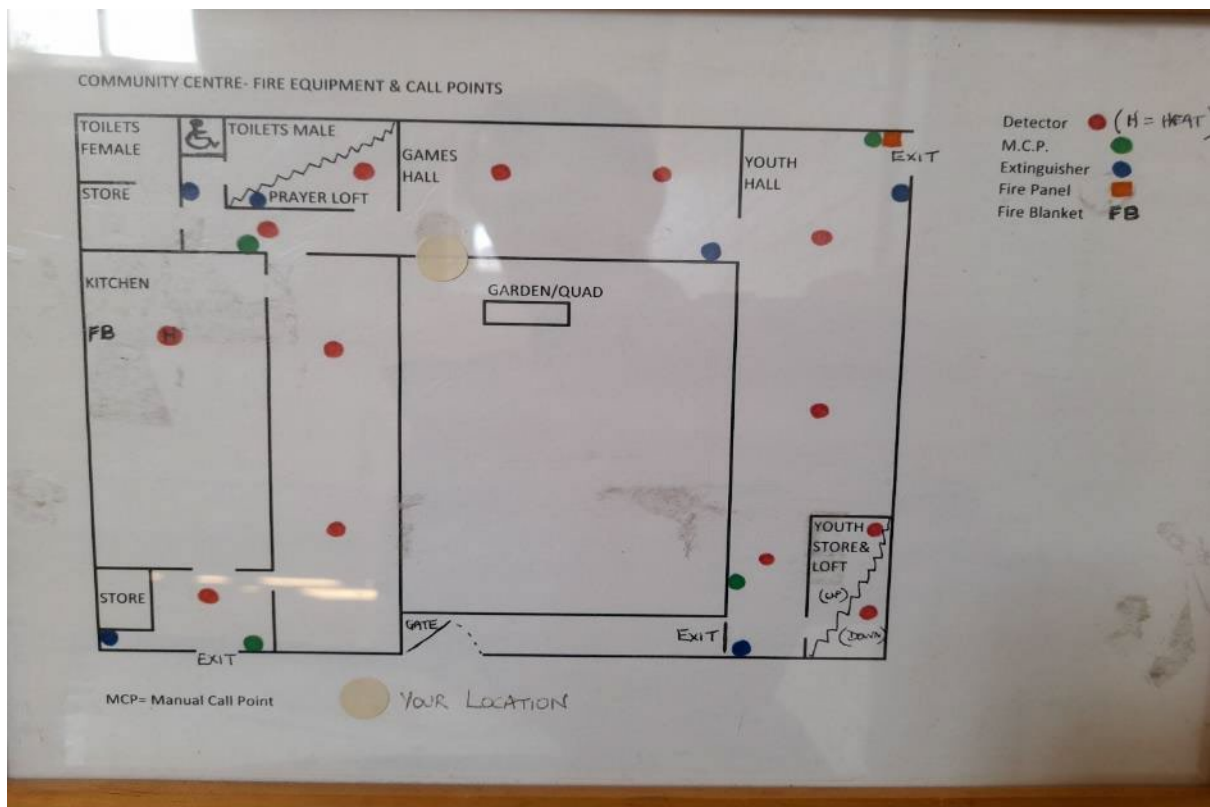 COMMUNITY CENTRE- FIRE EQUIPMENT & CALL POINTS
TOILETS
FEMALE
TOILETS MALE
STORE
PRAYER LOFT
GAMES
HALL
YOUTH
HALL
EXIT
Detector (H = HEAT)
M.C.P.
Extinguisher
Fire Panel
Fire Blanket FB
KITCHEN
FB
H
GARDEN/QUAD
YOUTH
STORE&
LOFT
(UP)
(DOWN)
STORE
EXIT
GATE
EXIT
MCP= Manual Call Point
YOUR LOCATION